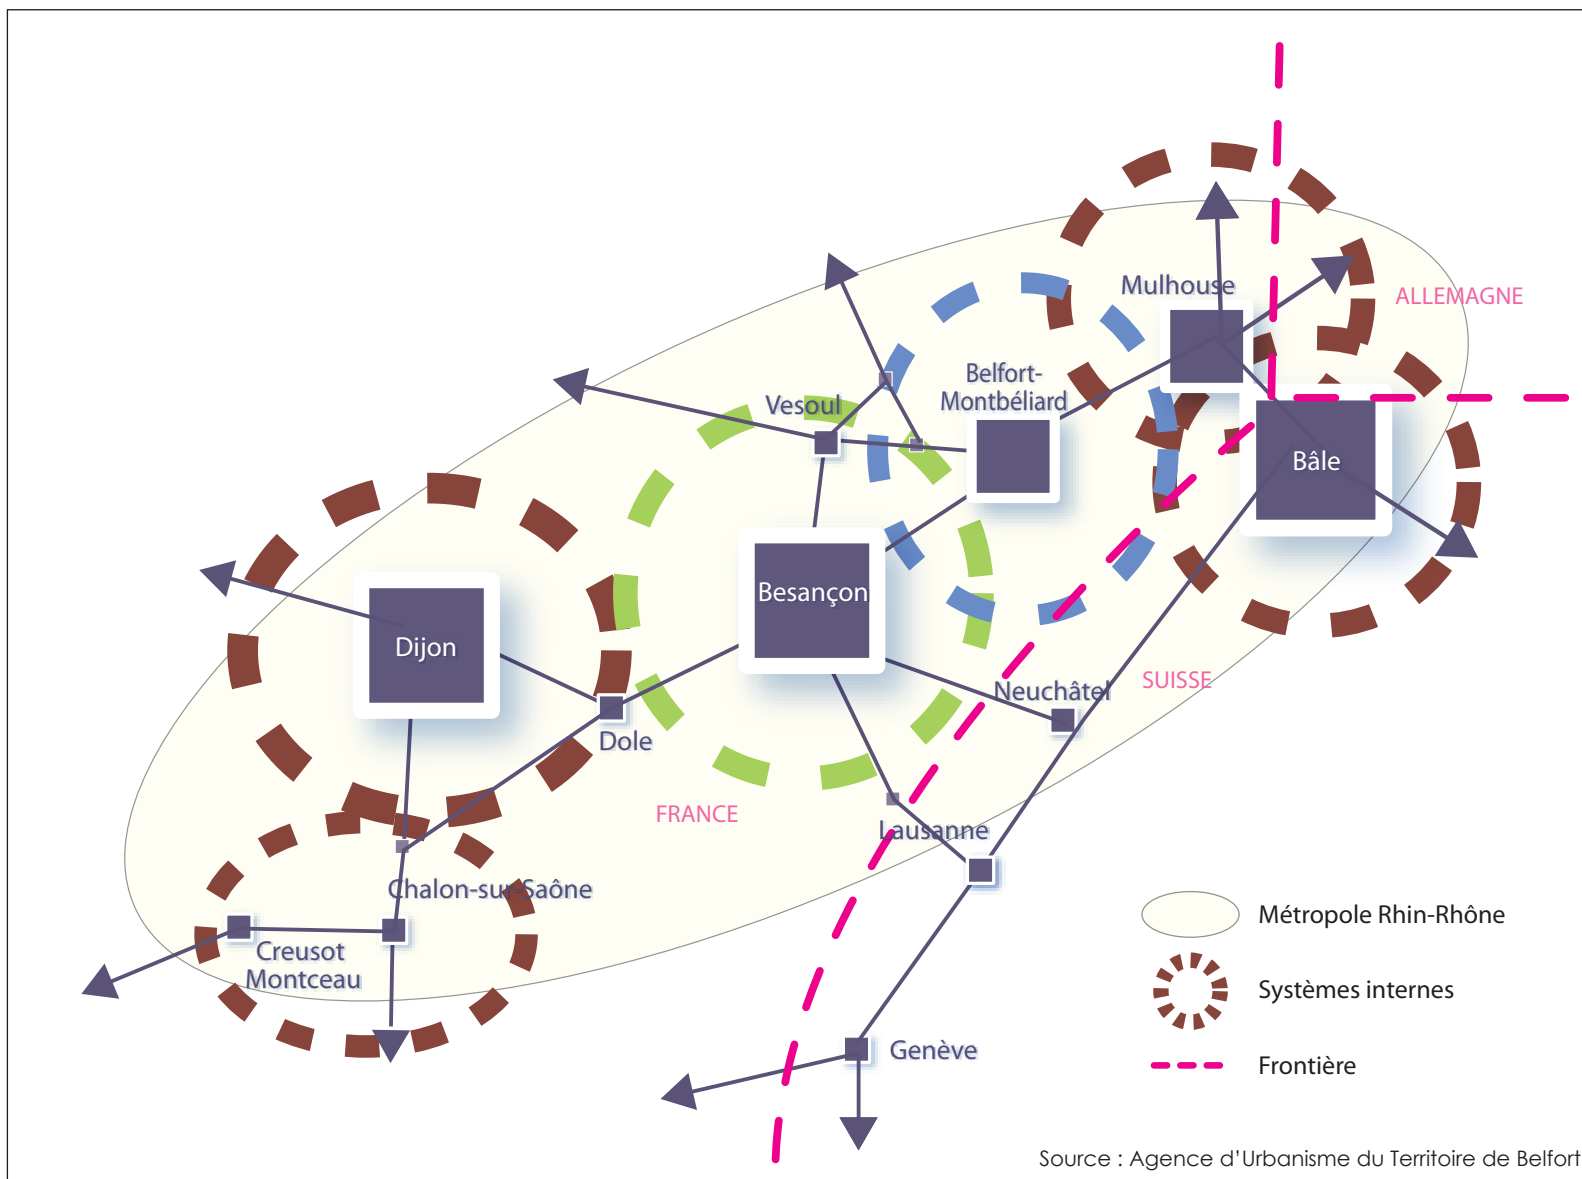 Mulhouse
ALLEMAGNE
Belfort-
Montbéliard
Vesoul
Bâle
Besançon
Dijon
Neuchâtel
SUISSE
Dole
FRANCE
Lausanne
Chalon-sur-Saône
Creusot
Montceau
Genève
Métropole Rhin-Rhône
Systèmes internes
Frontière
Source : Agence d'Urbanisme du Territoire de Belfort